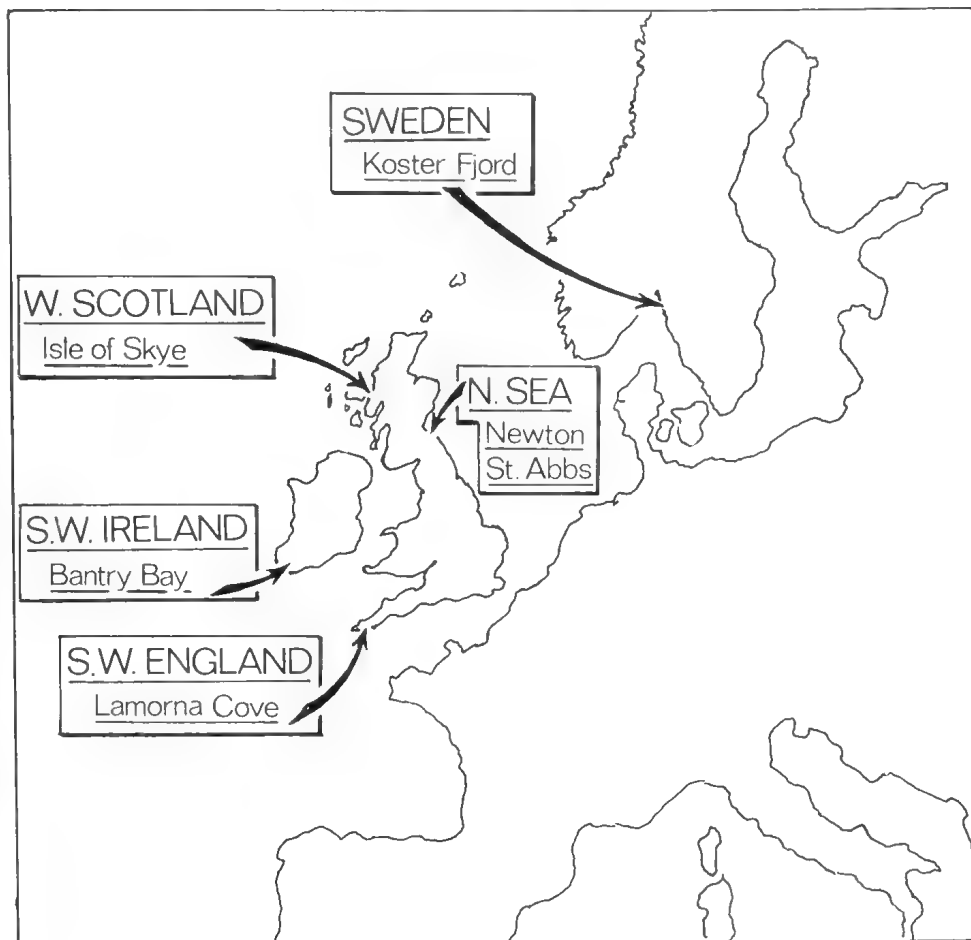 SWEDEN
Koster Fjord
W. SCOTLAND
Isle of Skye
N. SEA
Newton
St. Abbs
S.W. IRELAND
Bantry Bay
S.W. ENGLAND
Lamorna Cove